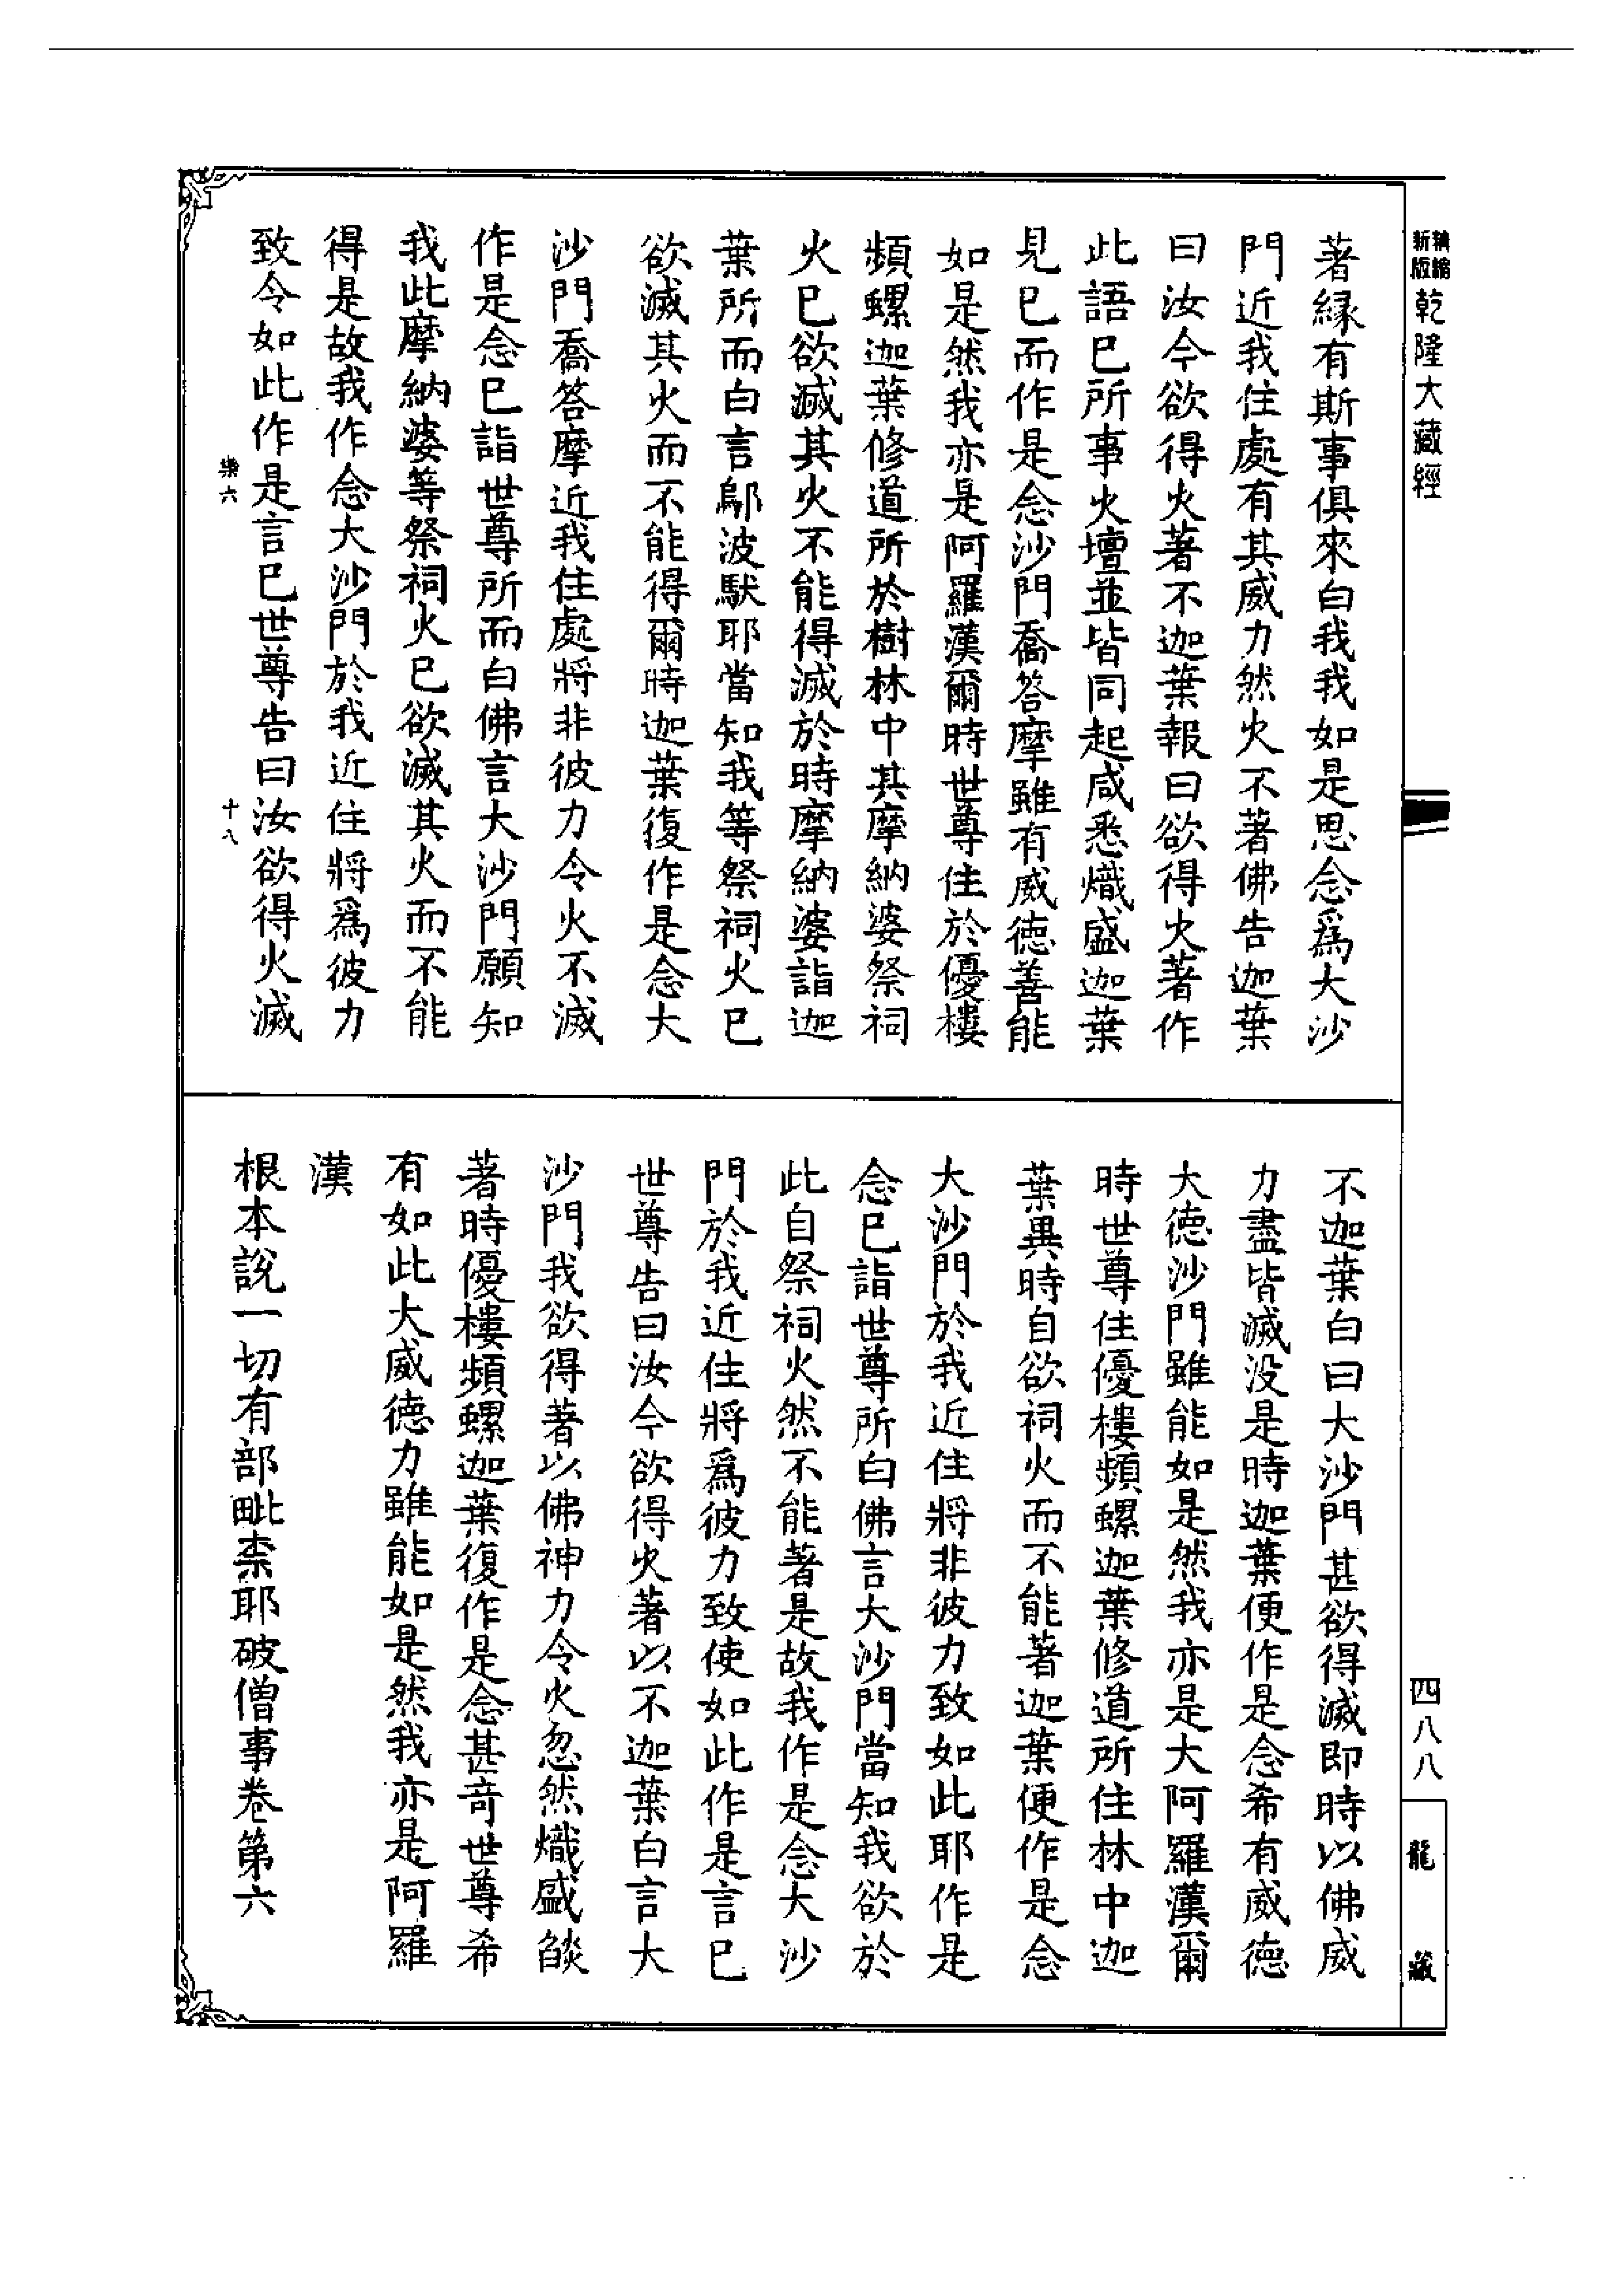 新版精縮乾隆大藏經
四八八
龍藏
著緣有斯事俱來白我我如是思念爲大沙
門近我住處有其威力然火不著佛告迦葉
曰汝今欲得火著不迦葉報曰欲得火著作
此語已所事火壇並皆同起咸悉熾盛迦葉
見已而作是念沙門喬答摩雖有威德善能
如是然我亦是阿羅漢爾時世尊住於優樓
頻螺迦葉修道所於樹林中其摩納婆祭祠
火已欲滅其火不能得滅於時摩納婆詣迦
葉所而白言鄔波馱耶當知我等祭祠火已
欲滅其火而不能得爾時迦葉復作是念大
沙門喬答摩近我住處將非彼力令火不滅
作是念已詣世尊所而白佛言大沙門願知
我此摩納婆等祭祠火已欲滅其火而不能
得是故我作念大沙門於我近住將爲彼力
致令如此作是言已世尊告曰汝欲得火滅
樂六 十八
不迦葉白曰大沙門甚欲得滅即時以佛威
力盡皆滅没是時迦葉便作是念希有威德
大德沙門雖能如是然我亦是大阿羅漢爾
時世尊住優樓頻螺迦葉修道所住林中迦
葉異時自欲祠火而不能著迦葉便作是念
大沙門於我近住將非彼力致如此耶作是
念已詣世尊所白佛言大沙門當知我欲於
此自祭祠火然不能著是故我作是念大沙
門於我近住將爲彼力致使如此作是言已
世尊告曰汝今欲得火著以不迦葉白言大
沙門我欲得著以佛神力令火忽然熾盛燄
著時優樓頻螺迦葉復作是念甚奇世尊希
有如此大威德力雖能如是然我亦是阿羅
漢
根本說一切有部毗柰耶破僧事卷第六